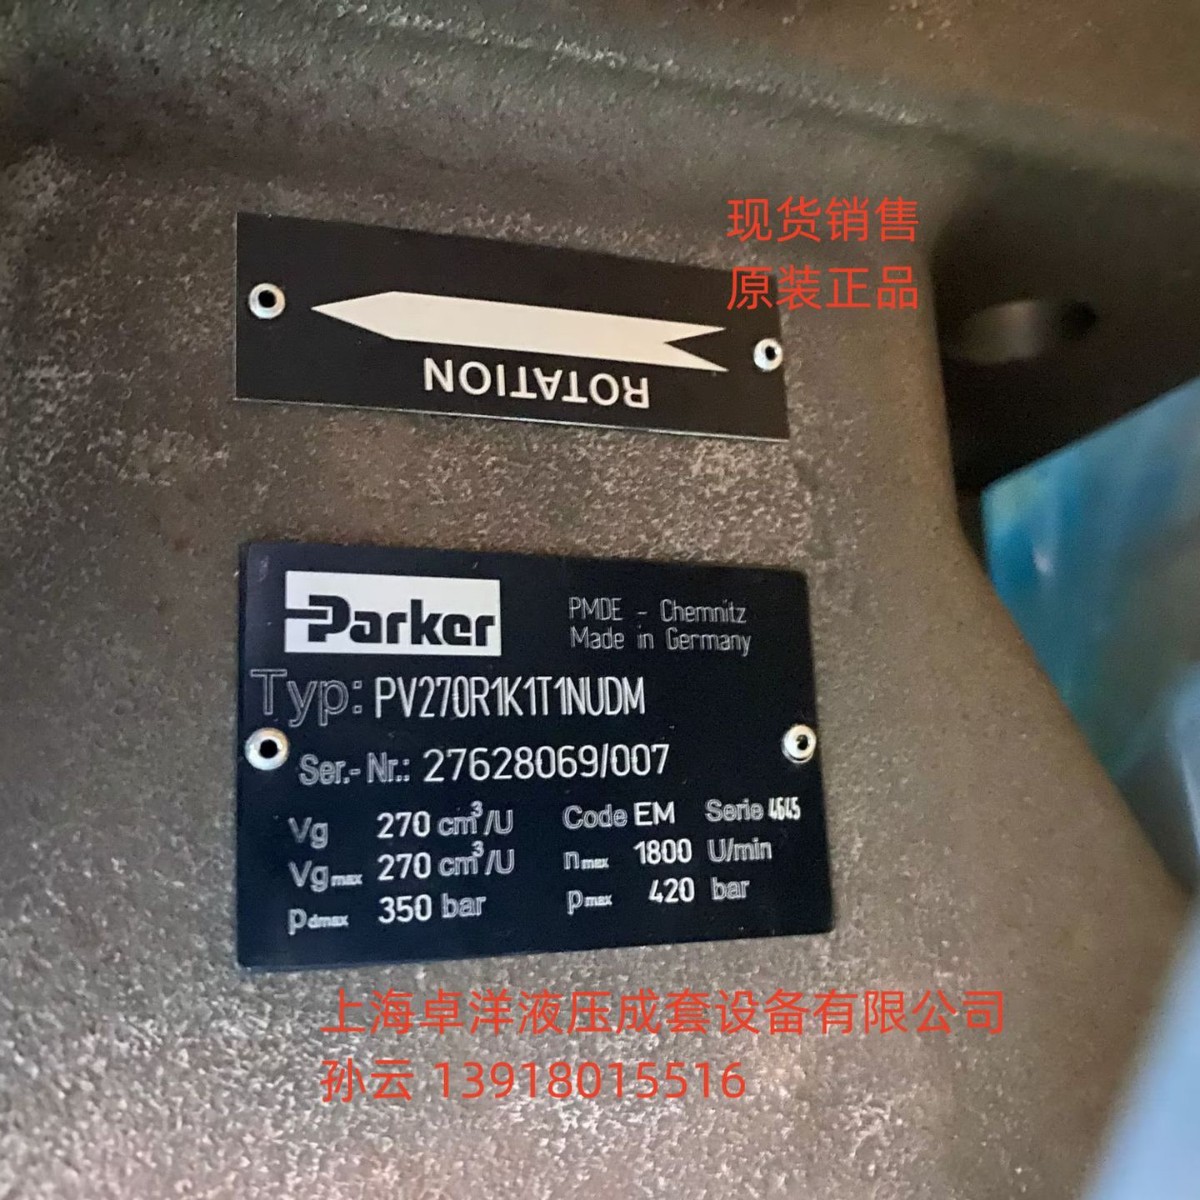 现货销售
原装正品
ROTATION
Parker
PMDE - Chemnitz
Made in Germany
Typ: PV270R1K1T1NUDM
Ser.-Nr.: 27628069/007
Vg 270 cm³/U Code EM Serie 4645
Vgmax 270 cm³/U nmax 1800 U/min
pdmax 350 bar pmax 420 bar
上海卓洋液压成套设备有限公司
孙云 13918015516